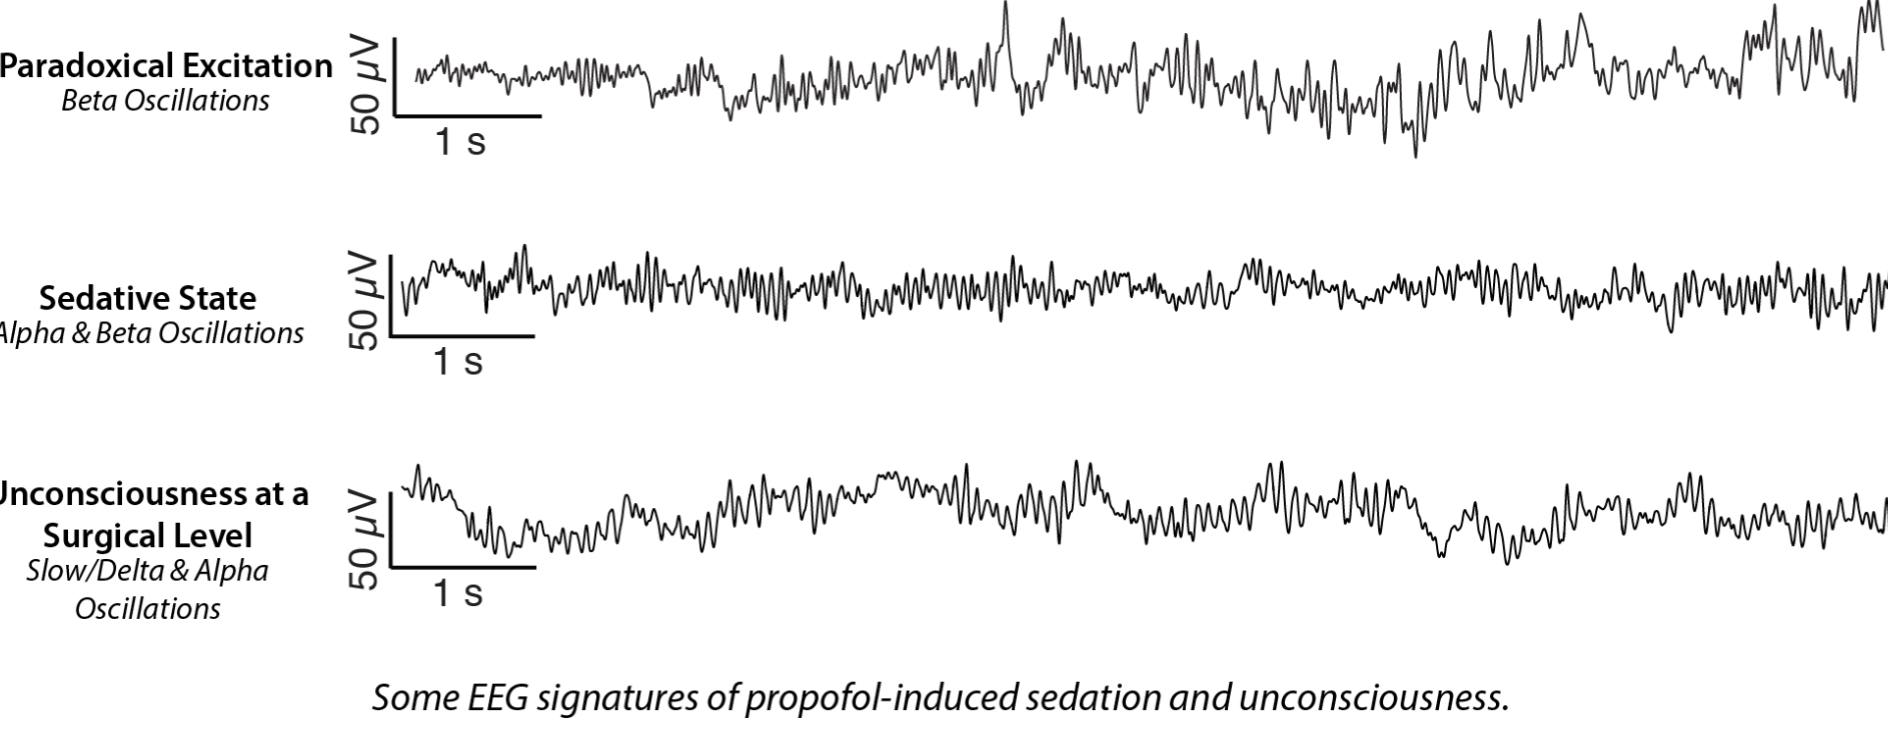 Paradoxical Excitation
Beta Oscillations
50 μV
1 s
Sedative State
Alpha & Beta Oscillations
50 μV
1 s
Unconsciousness at a
Surgical Level
Slow/Delta & Alpha
Oscillations
50 μV
1 s
Some EEG signatures of propofol-induced sedation and unconsciousness.